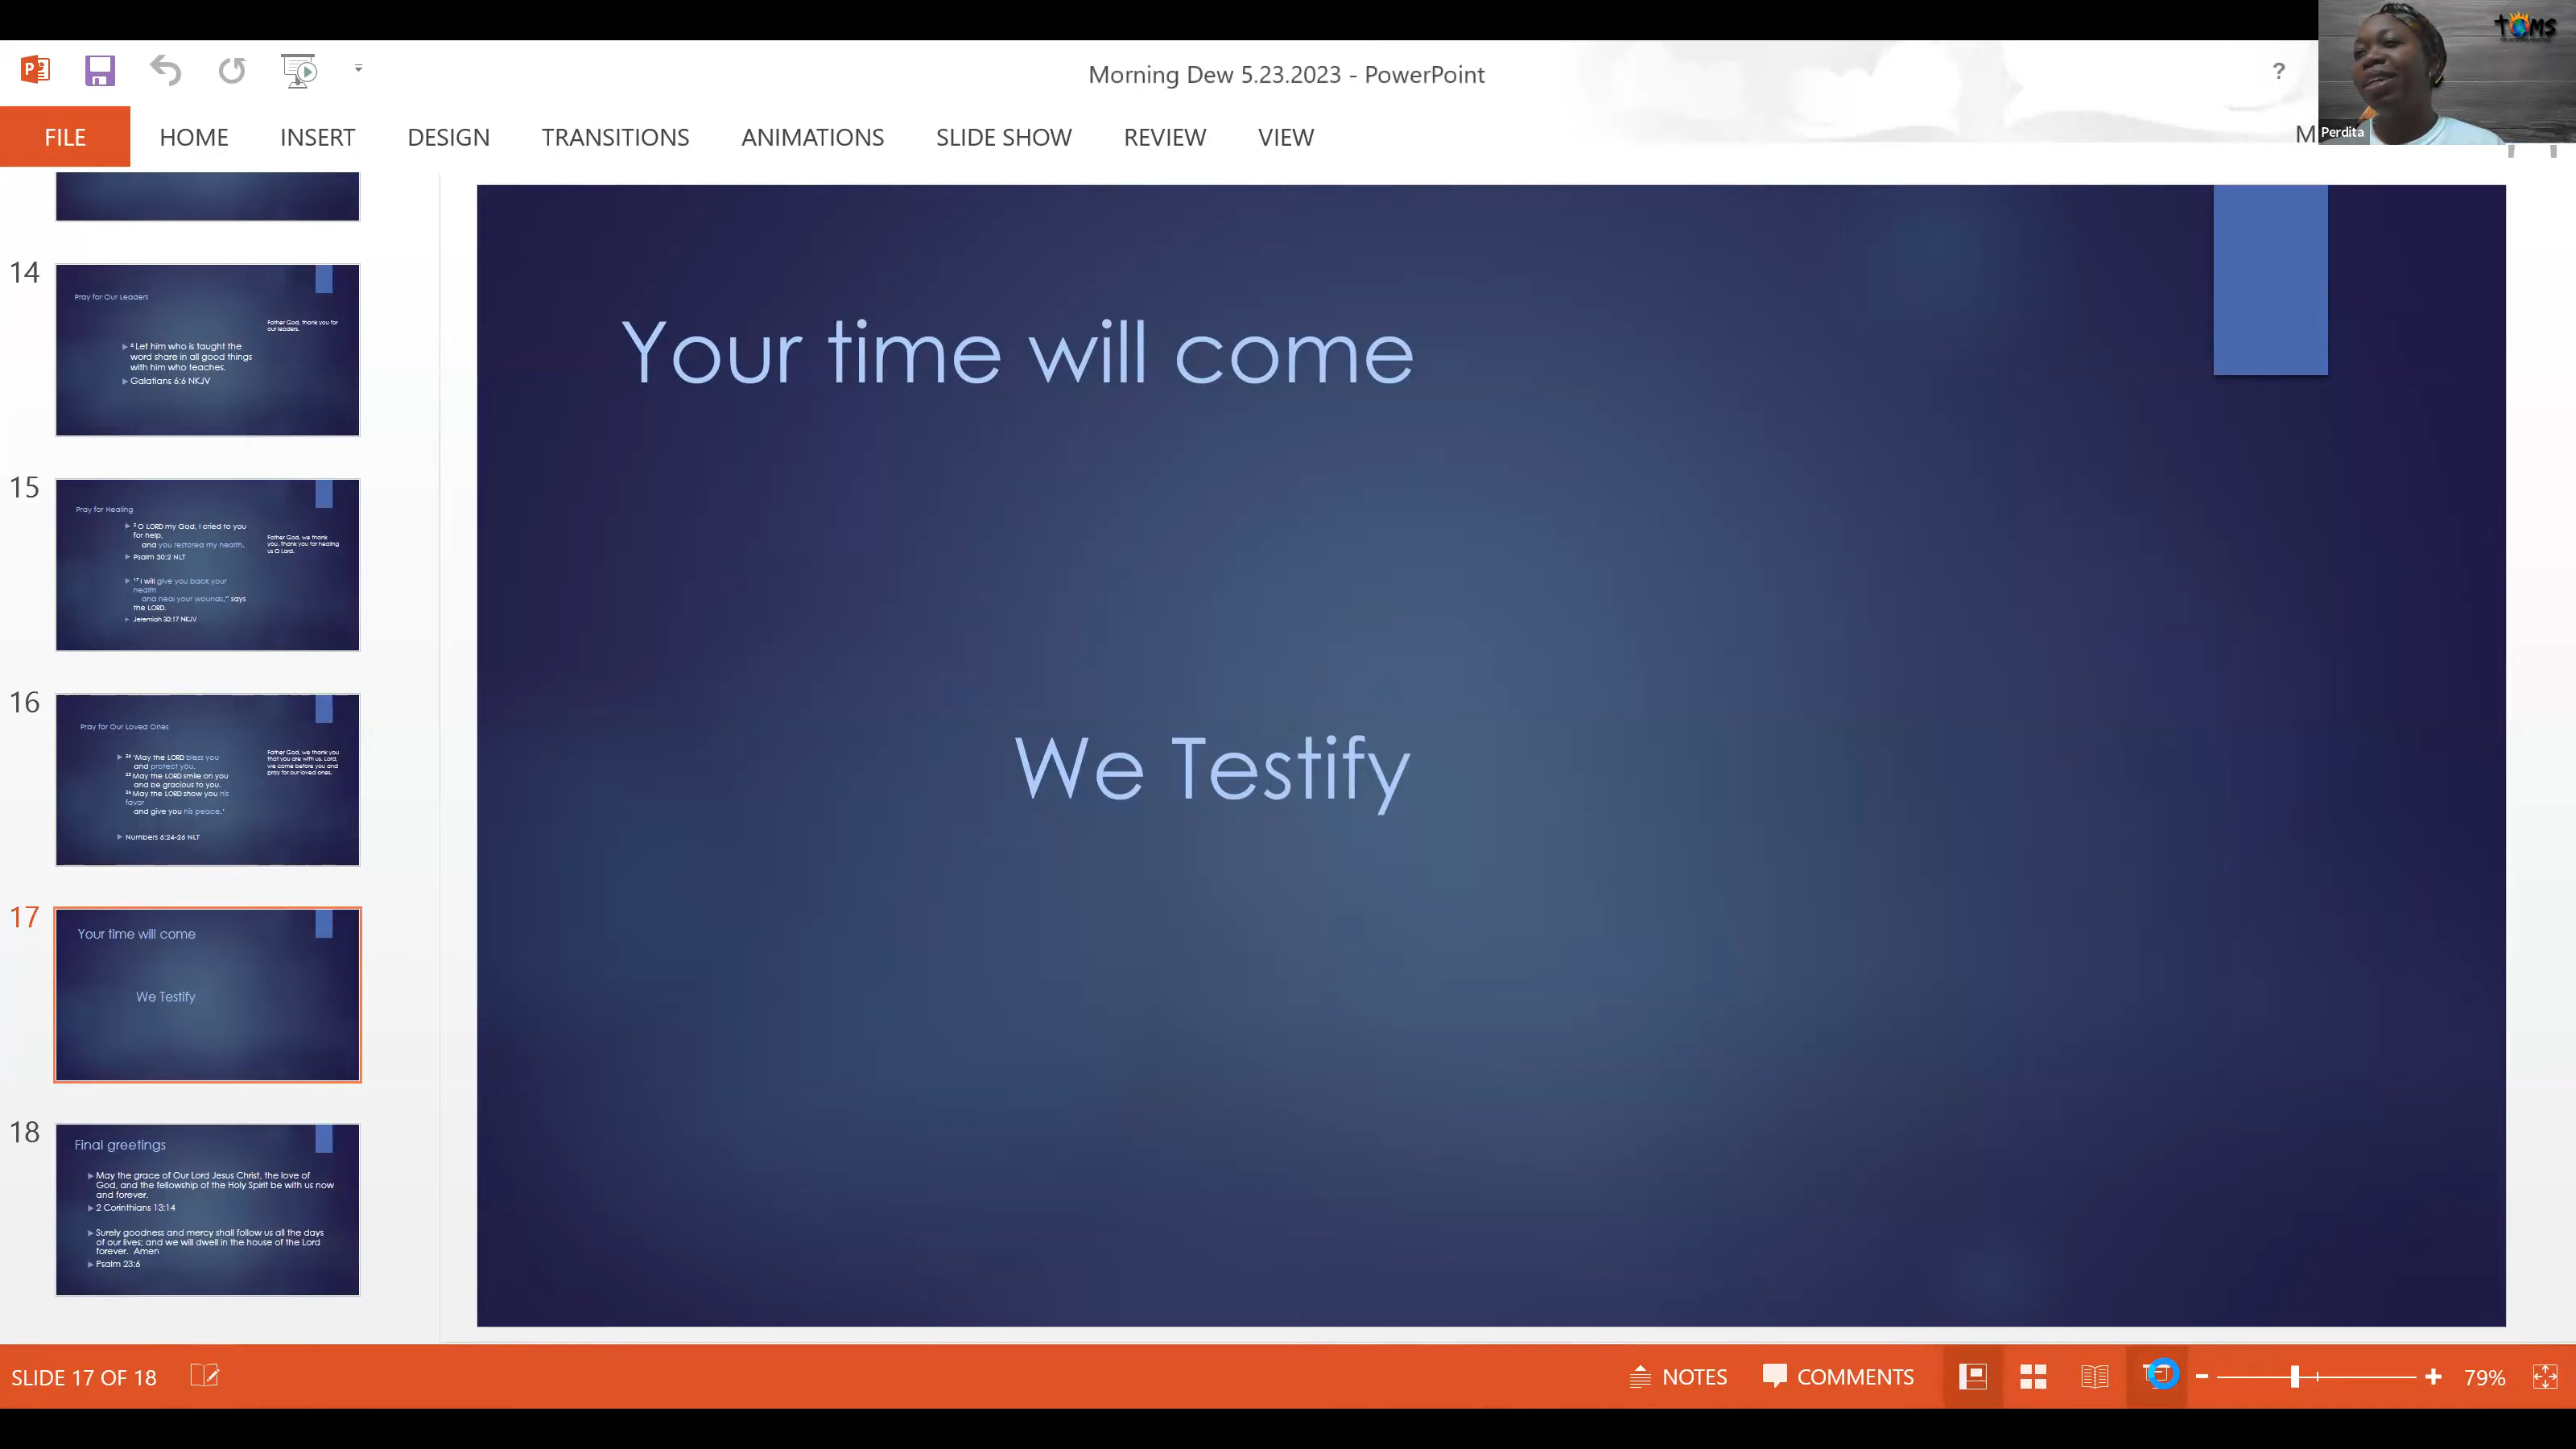 Morning Dew 5.23.2023 - PowerPoint
?
TOMS
Perdita
FILE HOME INSERT DESIGN TRANSITIONS ANIMATIONS SLIDE SHOW REVIEW VIEW
M
14
Pray for Our Leaders
Father God, thank you for
our leaders.
6 Let him who is taught the
word share in all good things
with him who teaches.
Galatians 6:6 NKJV
15
Pray for Healing
2 O LORD my God, I cried to you
for help,
and you restored my health.
Psalm 30:2 NLT
17 I will give you back your
health
and heal your wounds," says
the LORD.
Jeremiah 30:17 NKJV
Father God, we thank
you. Thank you for healing
us O Lord.
16
Pray for Our Loved Ones
24 'May the LORD bless you
and protect you.
25 May the LORD smile on you
and be gracious to you.
26 May the LORD show you his
favor
and give you his peace.'
Numbers 6:24-26 NLT
Father God, we thank you
that you are with us. Lord,
we come before you and
pray for our loved ones.
17
Your time will come
We Testify
18
Final greetings
May the grace of Our Lord Jesus Christ, the love of
God, and the fellowship of the Holy Spirit be with us now
and forever.
2 Corinthians 13:14
Surely goodness and mercy shall follow us all the days
of our lives; and we will dwell in the house of the Lord
forever. Amen
Psalm 23:6
Your time will come
We Testify
SLIDE 17 OF 18
NOTES COMMENTS 79%